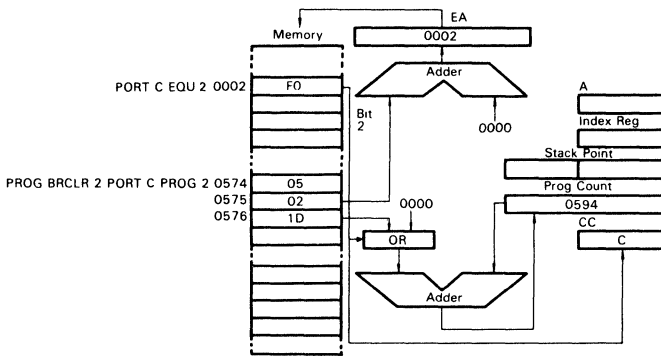 EA
Memory
0002
PORT C EQU 2 0002 F0
Adder
Bit
2
0000
A
Index Reg
Stack Point
PROG BRCLR 2 PORT C PROG 2 0574 05
0575 02
0576 1D
Prog Count
0594
0000
OR
CC
C
Adder